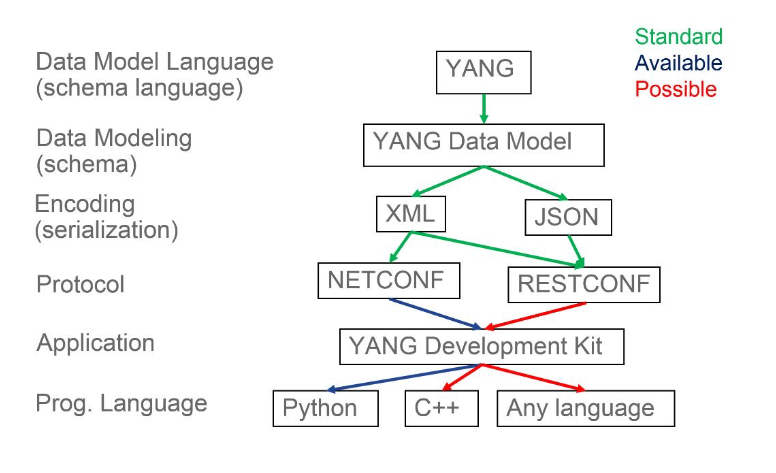 Standard
Available
Possible
Data Model Language
(schema language)
YANG
Data Modeling
(schema)
YANG Data Model
Encoding
(serialization)
XML
JSON
Protocol
NETCONF
RESTCONF
Application
YANG Development Kit
Prog. Language
Python
C++
Any language